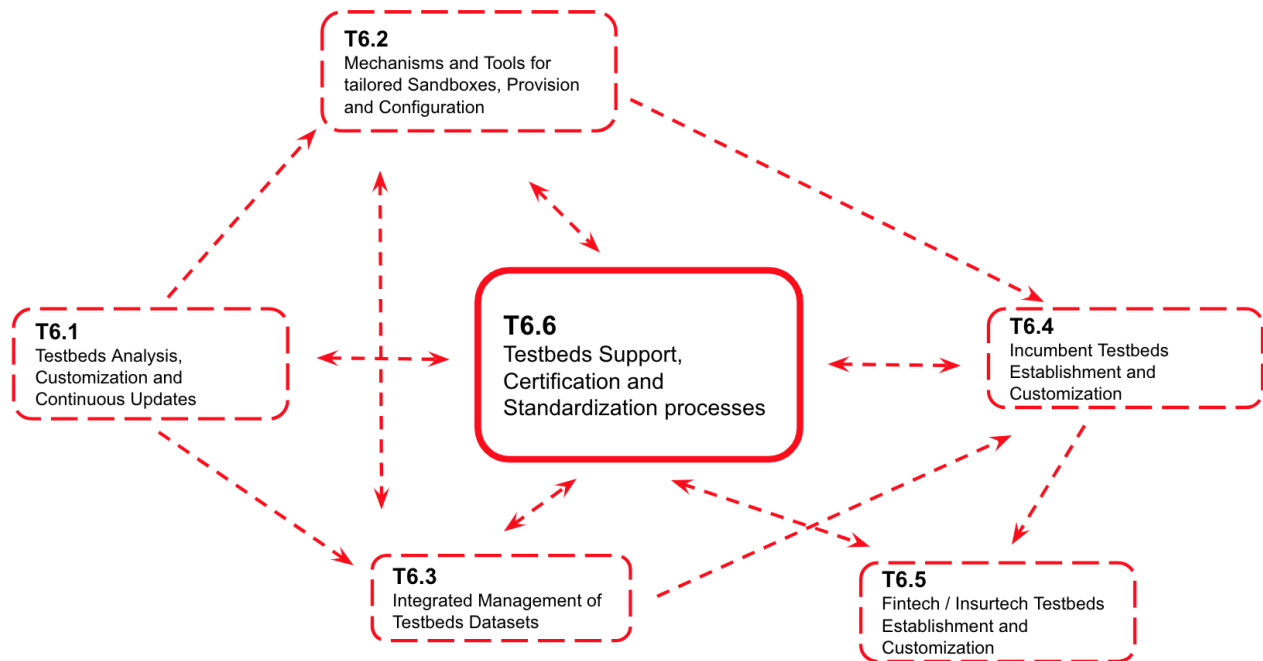 T6.2
Mechanisms and Tools for
tailored Sandboxes, Provision
and Configuration
T6.1
Testbeds Analysis,
Customization and
Continuous Updates
T6.6
Testbeds Support,
Certification and
Standardization processes
T6.4
Incumbent Testbeds
Establishment and
Customization
T6.3
Integrated Management of
Testbeds Datasets
T6.5
Fintech / Insurtech Testbeds
Establishment and
Customization